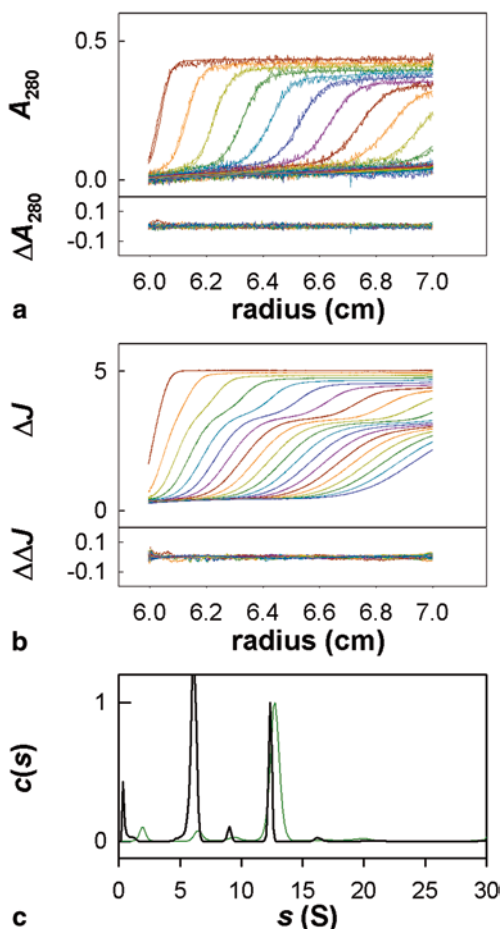 0.5
A280
0.0
0.1
ΔA280
-0.1
6.0 6.2 6.4 6.6 6.8 7.0
radius (cm)
a
5
ΔJ
0
0.1
ΔΔJ
-0.1
6.0 6.2 6.4 6.6 6.8 7.0
radius (cm)
b
1
c(s)
0
0 5 10 15 20 25 30
s (S)
c